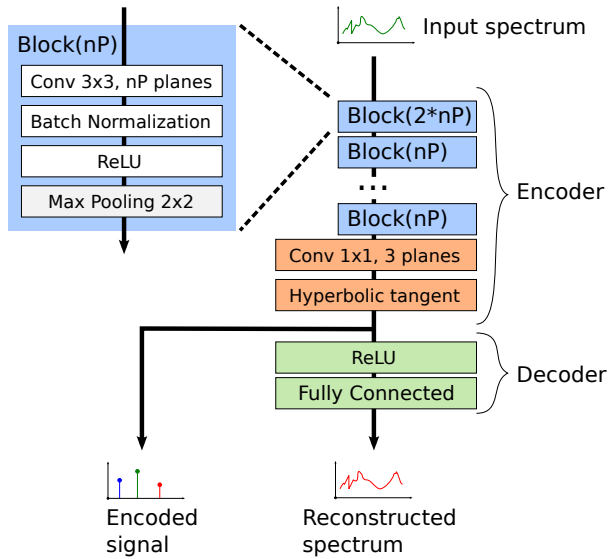 Block(nP)
Conv 3x3, nP planes
Batch Normalization
ReLU
Max Pooling 2x2
Input spectrum
Block(2*nP)
Block(nP)
...
Block(nP)
Conv 1x1, 3 planes
Hyperbolic tangent
Encoder
ReLU
Fully Connected
Decoder
Encoded
signal
Reconstructed
spectrum